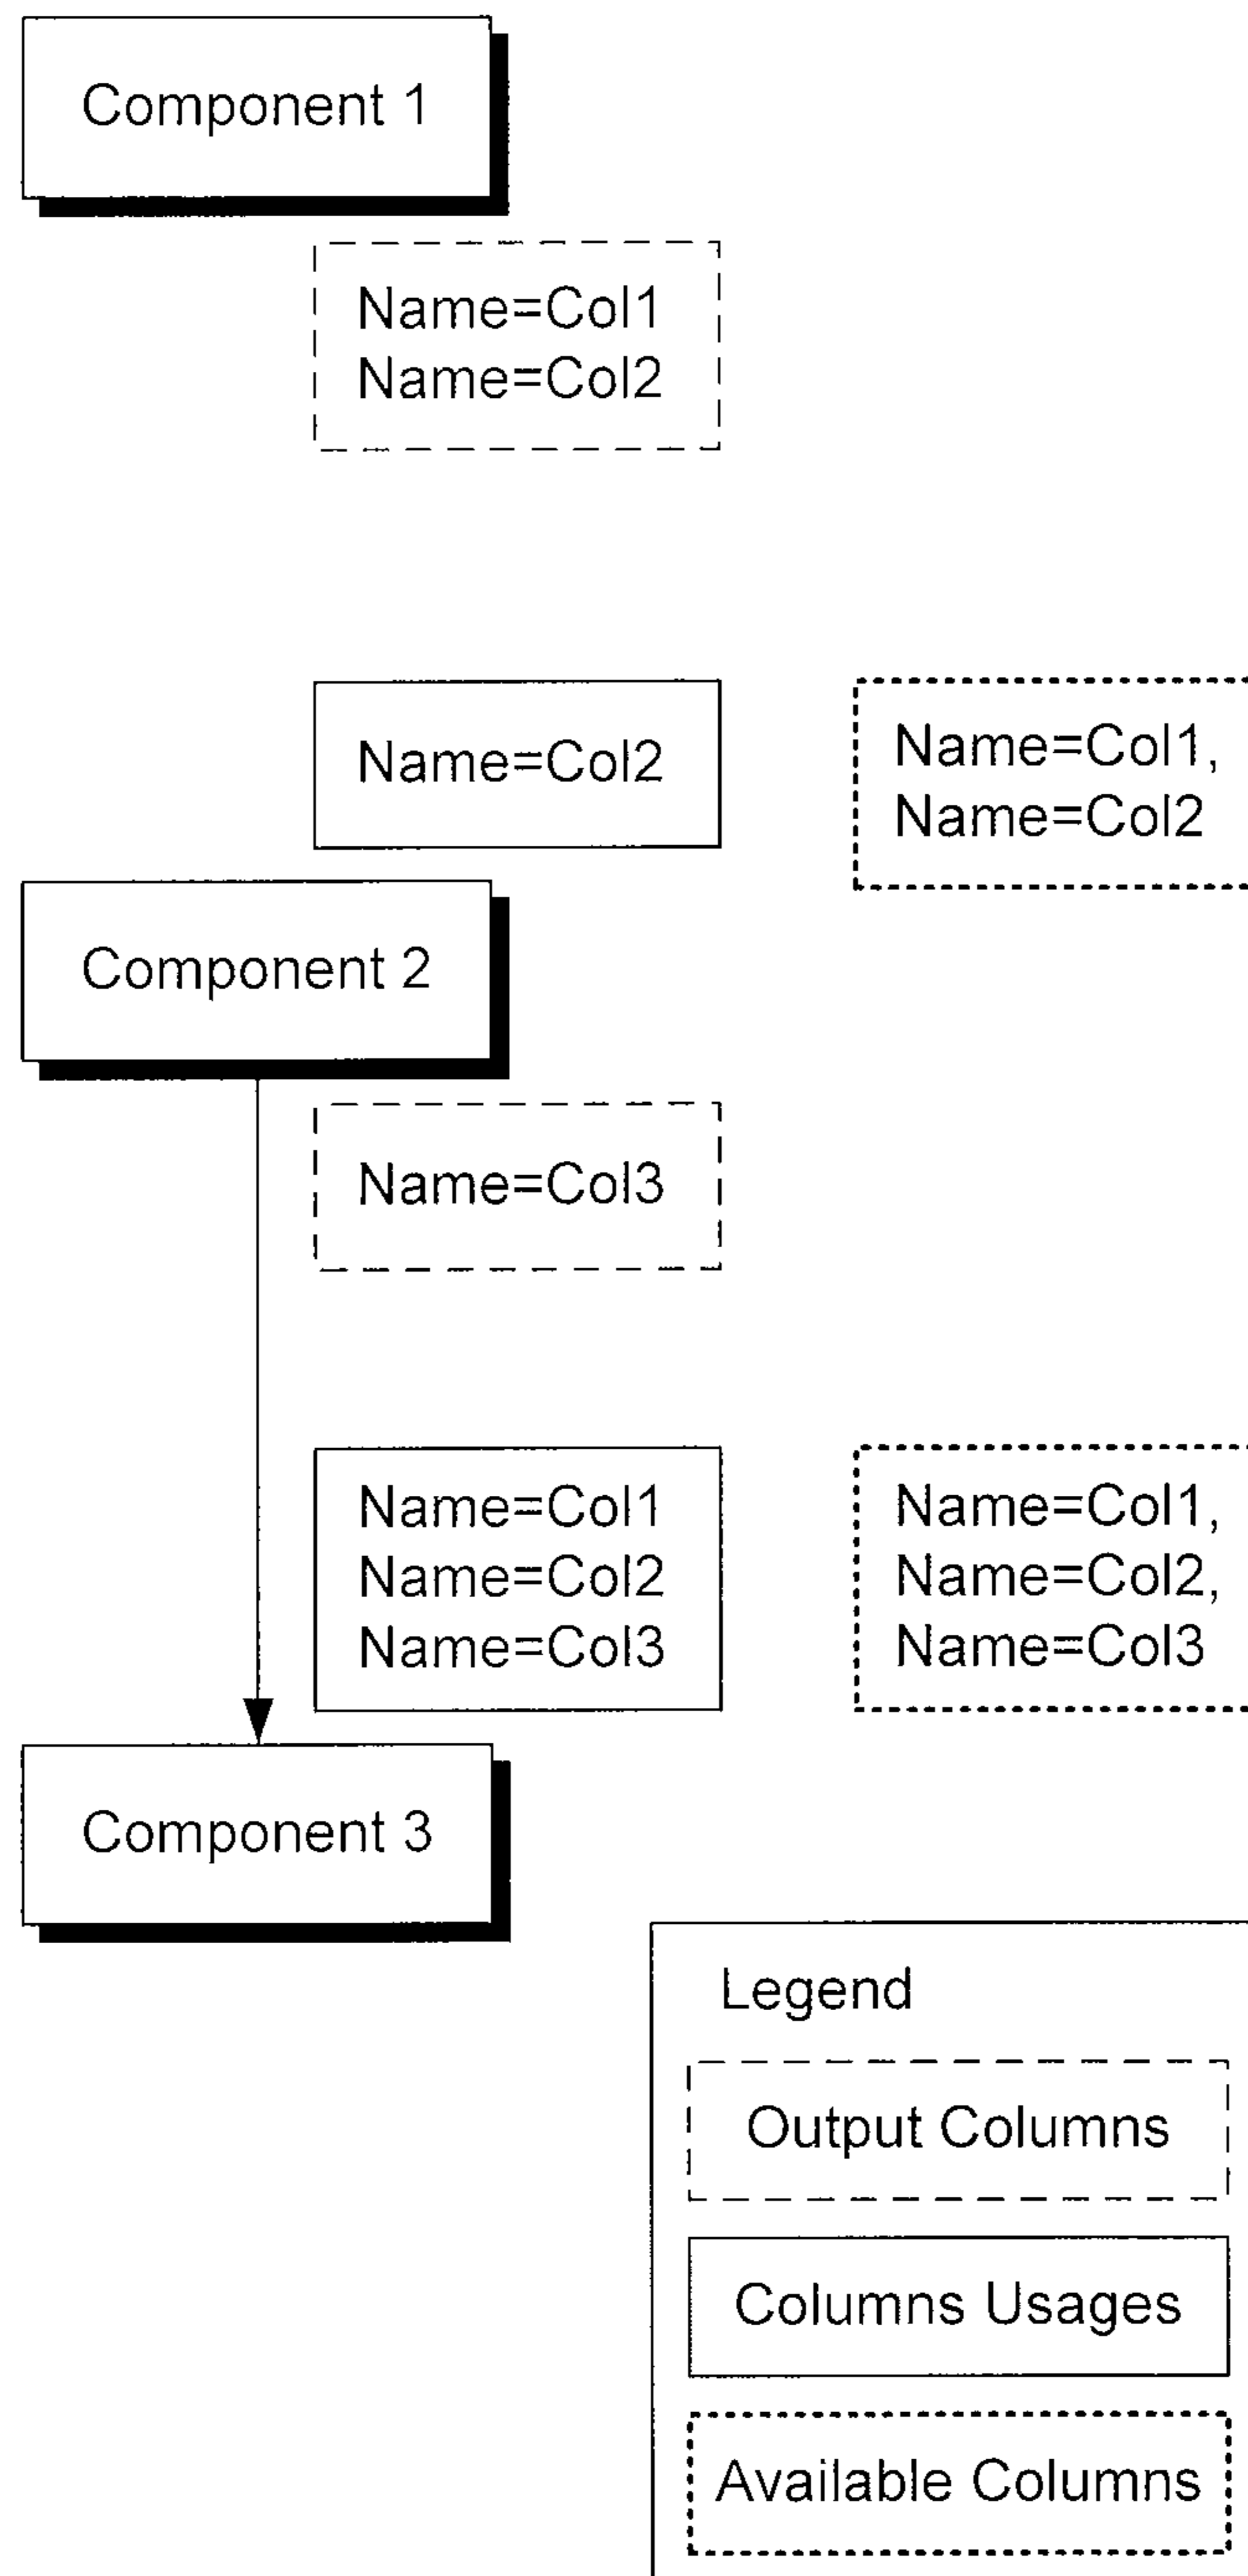 Component 1
Name=Col1
Name=Col2
Name=Col2
Name=Col1,
Name=Col2
Component 2
Name=Col3
Name=Col1
Name=Col2
Name=Col3
Name=Col1,
Name=Col2,
Name=Col3
Component 3
Legend
Output Columns
Columns Usages
Available Columns